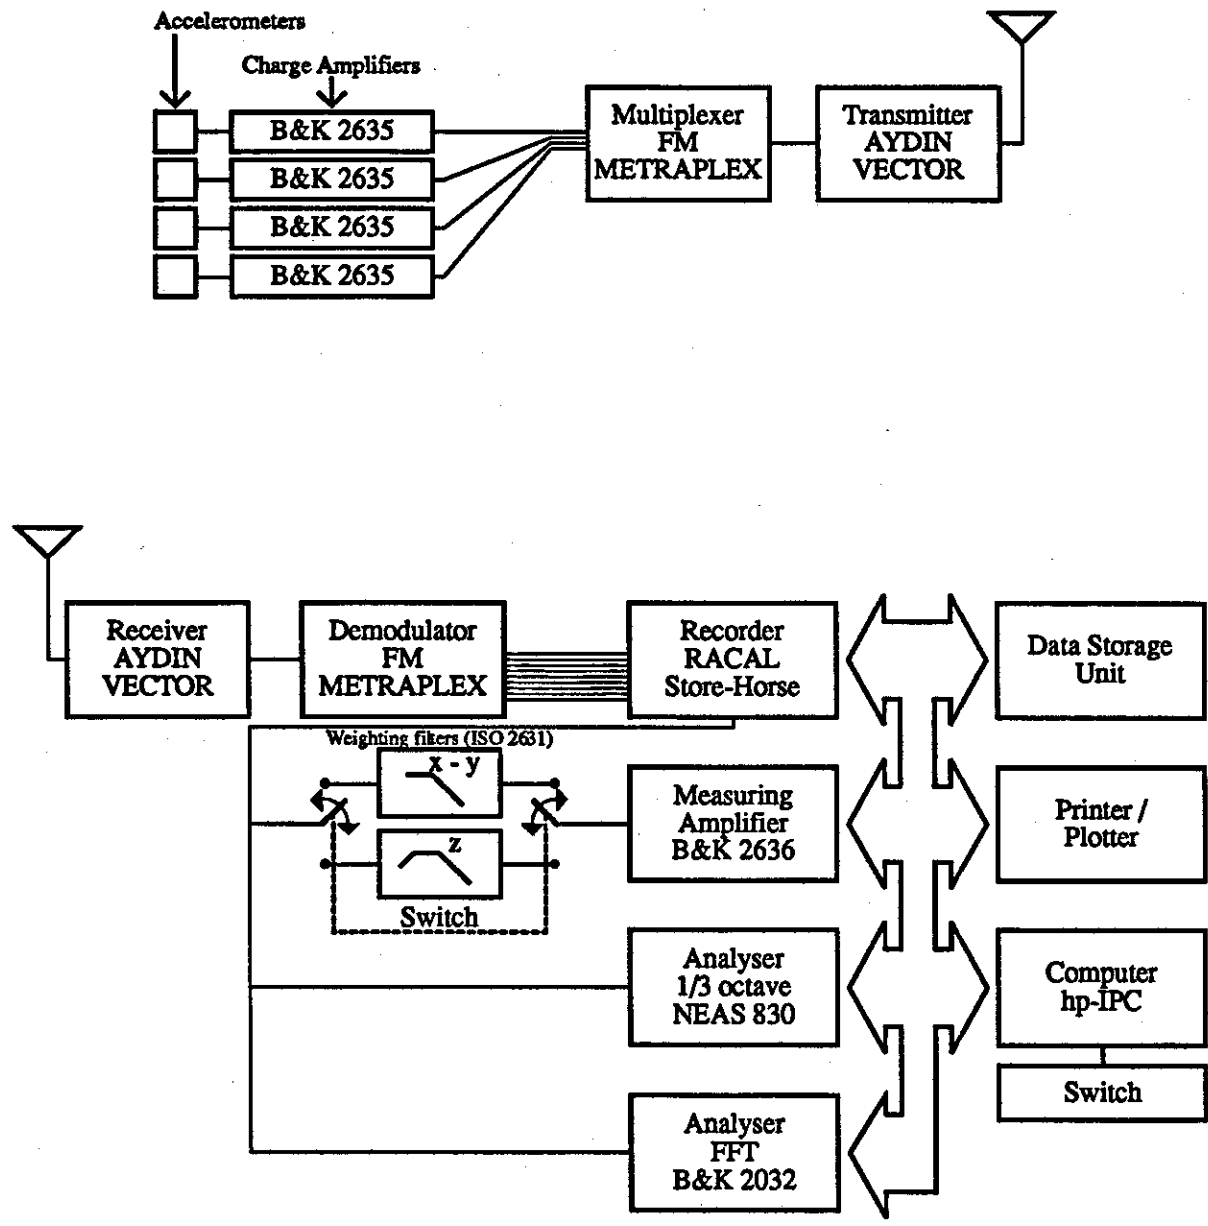 Accelerometers
Charge Amplifiers
B&K 2635
B&K 2635
B&K 2635
B&K 2635
Multiplexer
FM
METRAPLEX
Transmitter
AYDIN
VECTOR
Receiver
AYDIN
VECTOR
Demodulator
FM
METRAPLEX
Recorder
RACAL
Store-Horse
Data Storage
Unit
Weighting filters (ISO 2631)
x - y
z
Switch
Measuring
Amplifier
B&K 2636
Printer /
Plotter
Analyser
1/3 octave
NEAS 830
Computer
hp-IPC
Switch
Analyser
FFT
B&K 2032